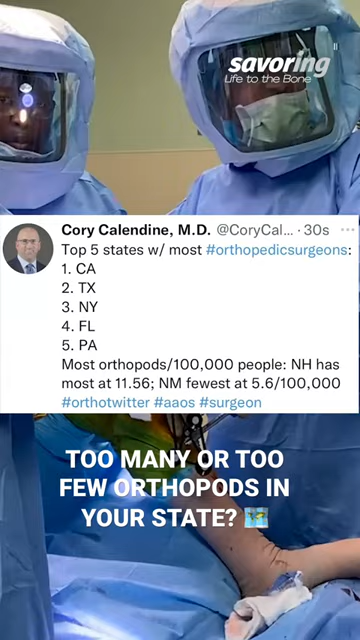 savoring
Life to the Bone
Cory Calendine, M.D. @CoryCal... · 30s ...
Top 5 states w/ most #orthopedicsurgeons:
1. CA
2. TX
3. NY
4. FL
5. PA
Most orthopods/100,000 people: NH has
most at 11.56; NM fewest at 5.6/100,000
#orthotwitter #aaos #surgeon
TOO MANY OR TOO
FEW ORTHOPODS IN
YOUR STATE?